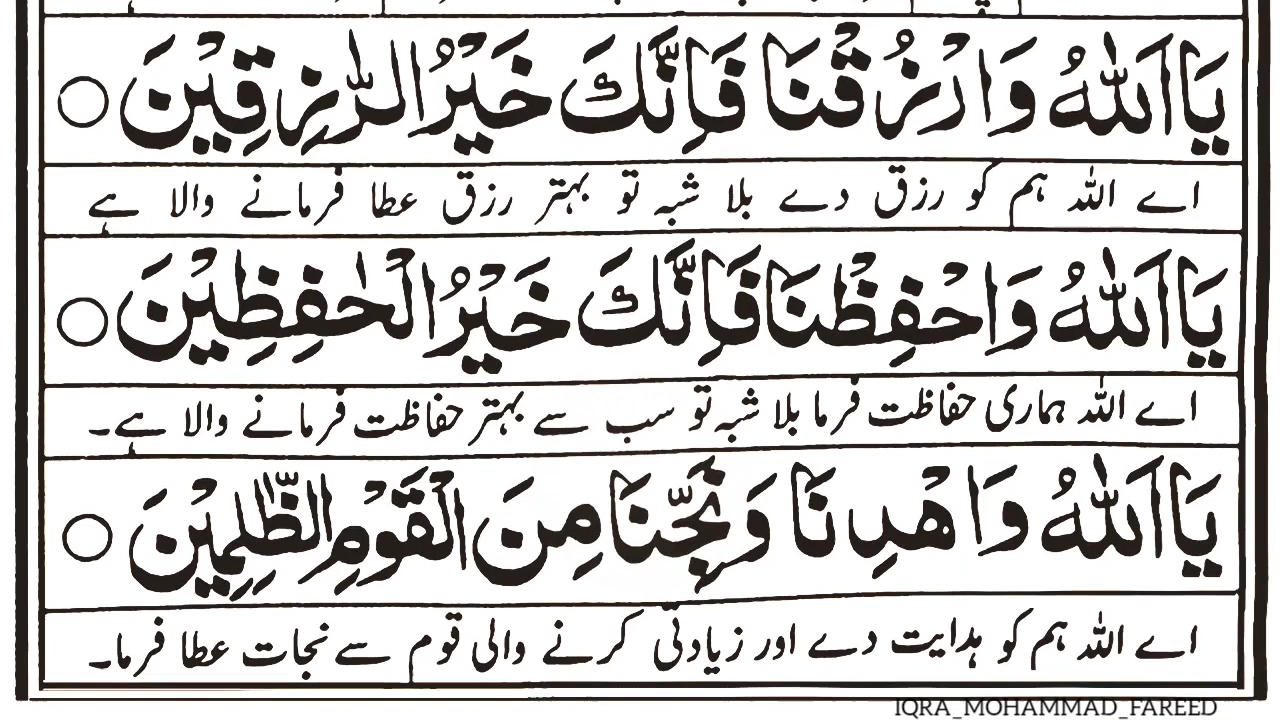 يَا اَللّٰهُ وَارْزُقْنَا فَاِنَّكَ خَيْرُ الرّٰزِقِيْنَ ○
اے اللہ ہم کو رزق دے بلا شبہ تو بہتر رزق عطا فرمانے والا ہے
يَا اَللّٰهُ وَاحْفِظْنَا فَاِنَّكَ خَيْرُ الْحٰفِظِيْنَ ○
اے اللہ ہماری حفاظت فرما بلا شبہ تو سب سے بہتر حفاظت فرمانے والا ہے۔
يَا اَللّٰهُ وَاهْدِنَا وَنَجِّنَا مِنَ الْقَوْمِ الظّٰلِمِيْنَ ○
اے اللہ ہم کو ہدایت دے اور زیادتی کرنے والی قوم سے نجات عطا فرما۔
IQRA_MOHAMMAD_FAREED